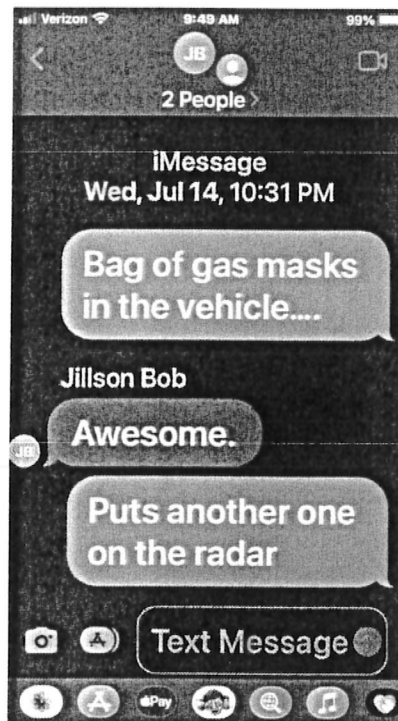 Verizon 9:49 AM 99%
JB
2 People >
iMessage
Wed, Jul 14, 10:31 PM
Bag of gas masks
in the vehicle....
Jillson Bob
JB
Awesome.
Puts another one
on the radar
Text Message
Pay